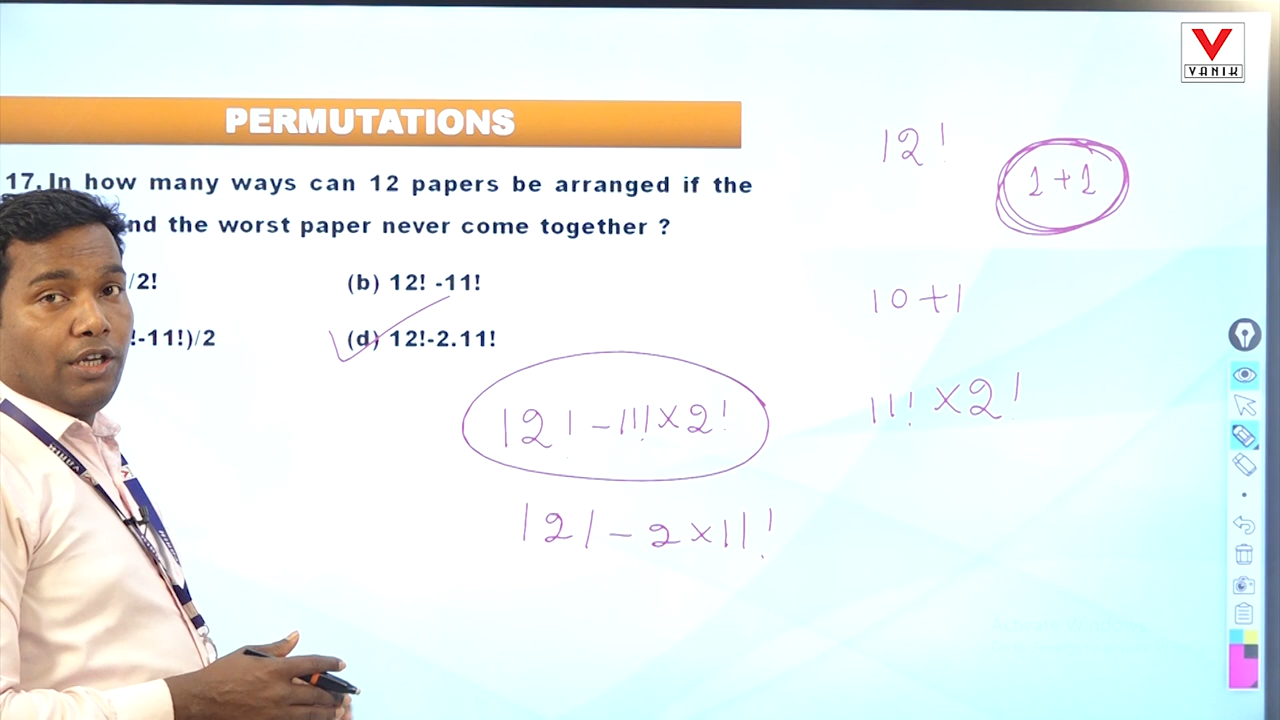 VANIK
PERMUTATIONS
17. In how many ways can 12 papers be arranged if the
nd the worst paper never come together ?
/2!
(b) 12! -11!
!-11!)/2
(d) 12!-2.11!
12!
1+1
10+1
11! × 2!
12! - 11! × 2!
12! - 2 × 11!